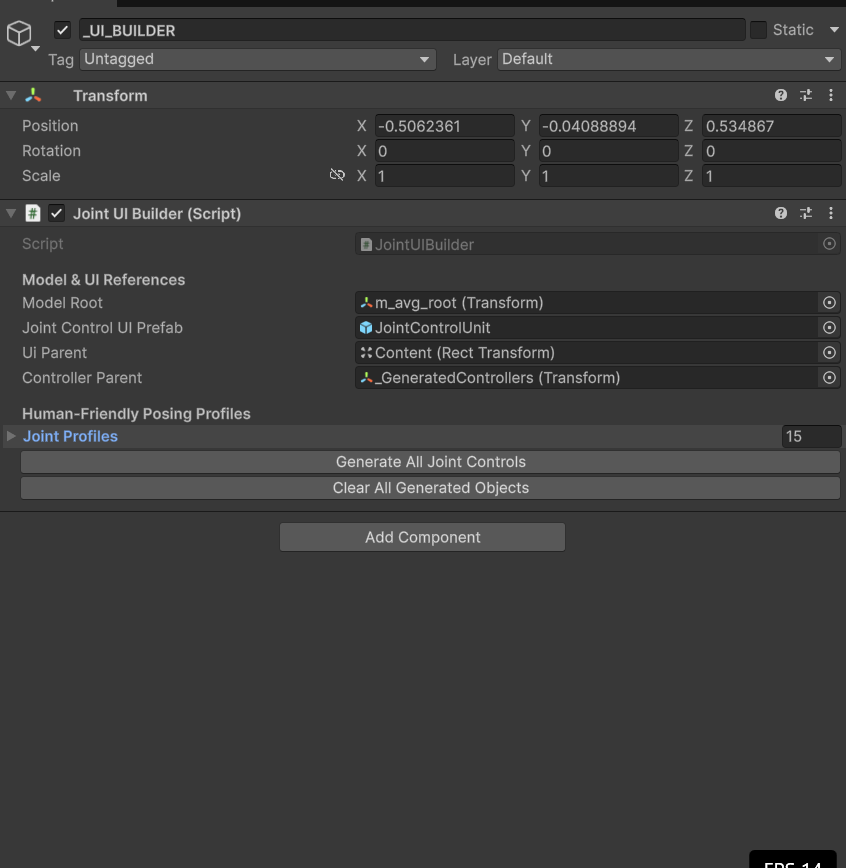 _UI_BUILDER Static
Tag Untagged Layer Default
Transform
Position X -0.5062361 Y -0.04088894 Z 0.534867
Rotation X 0 Y 0 Z 0
Scale X 1 Y 1 Z 1
# Joint UI Builder (Script)
Script # JointUIBuilder
Model & UI References
Model Root m_avg_root (Transform)
Joint Control UI Prefab JointControlUnit
Ui Parent Content (Rect Transform)
Controller Parent _GeneratedControllers (Transform)
Human-Friendly Posing Profiles
Joint Profiles 15
Generate All Joint Controls
Clear All Generated Objects
Add Component
FPS 14